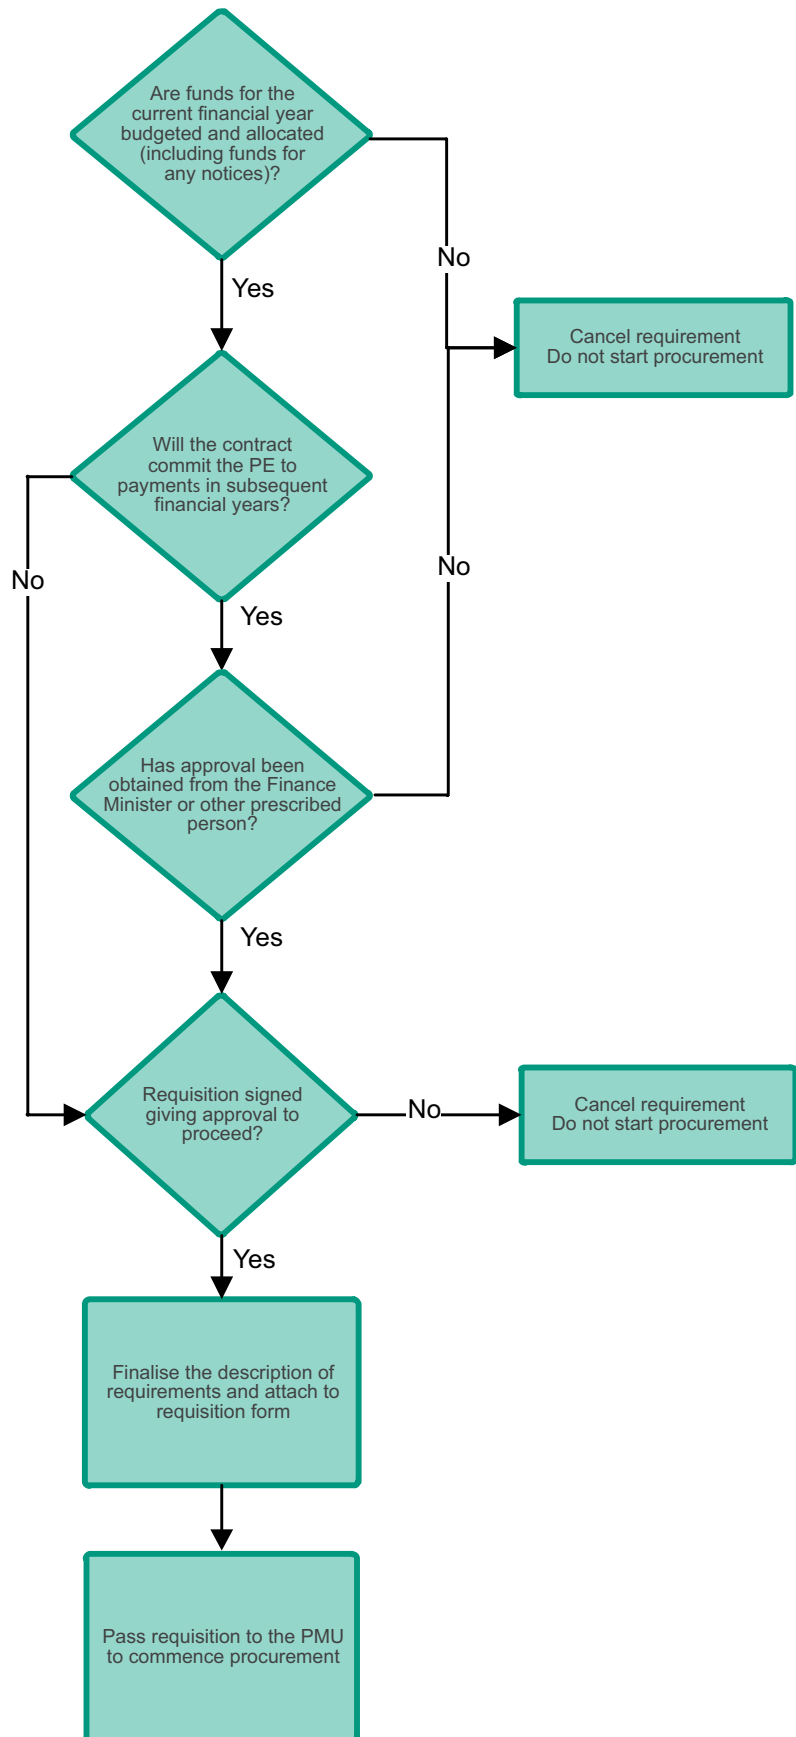 Are funds for the
current financial year
budgeted and allocated
(including funds for
any notices)?
No
Yes
Cancel requirement
Do not start procurement
Will the contract
commit the PE to
payments in subsequent
financial years?
No
No
Yes
Has approval been
obtained from the Finance
Minister or other prescribed
person?
Yes
Requisition signed
giving approval to
proceed?
No
Cancel requirement
Do not start procurement
Yes
Finalise the description of
requirements and attach to
requisition form
Pass requisition to the PMU
to commence procurement